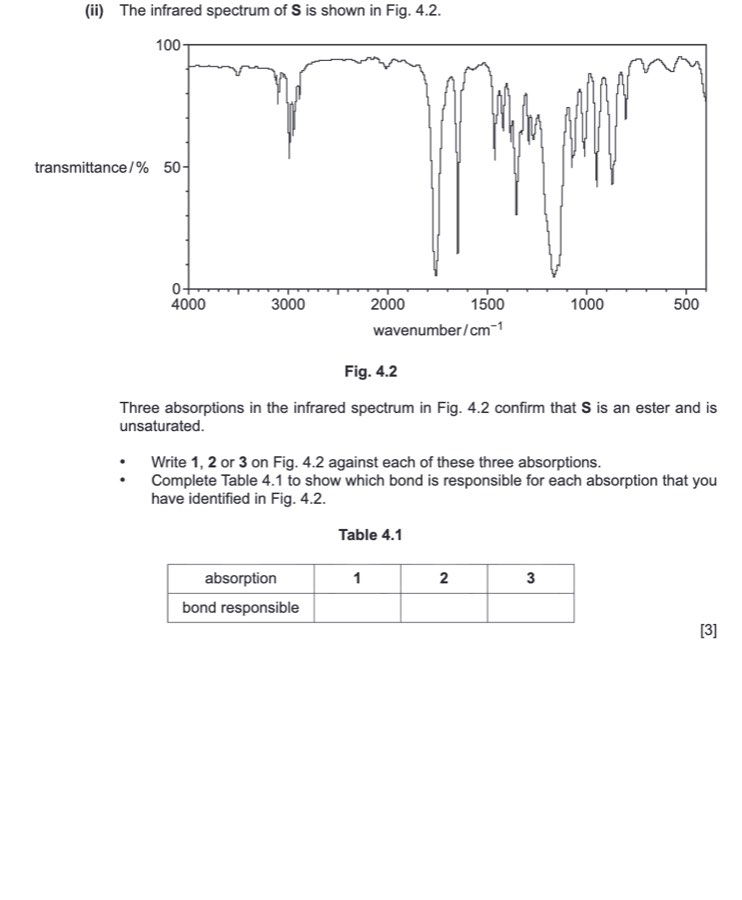 (ii) The infrared spectrum of S is shown in Fig. 4.2.
100
transmittance/% 50
0
4000 3000 2000 1500 1000 500
wavenumber/cm⁻¹
Fig. 4.2
Three absorptions in the infrared spectrum in Fig. 4.2 confirm that S is an ester and is
unsaturated.
• Write 1, 2 or 3 on Fig. 4.2 against each of these three absorptions.
• Complete Table 4.1 to show which bond is responsible for each absorption that you
have identified in Fig. 4.2.
Table 4.1
absorption 1 2 3
bond responsible
[3]